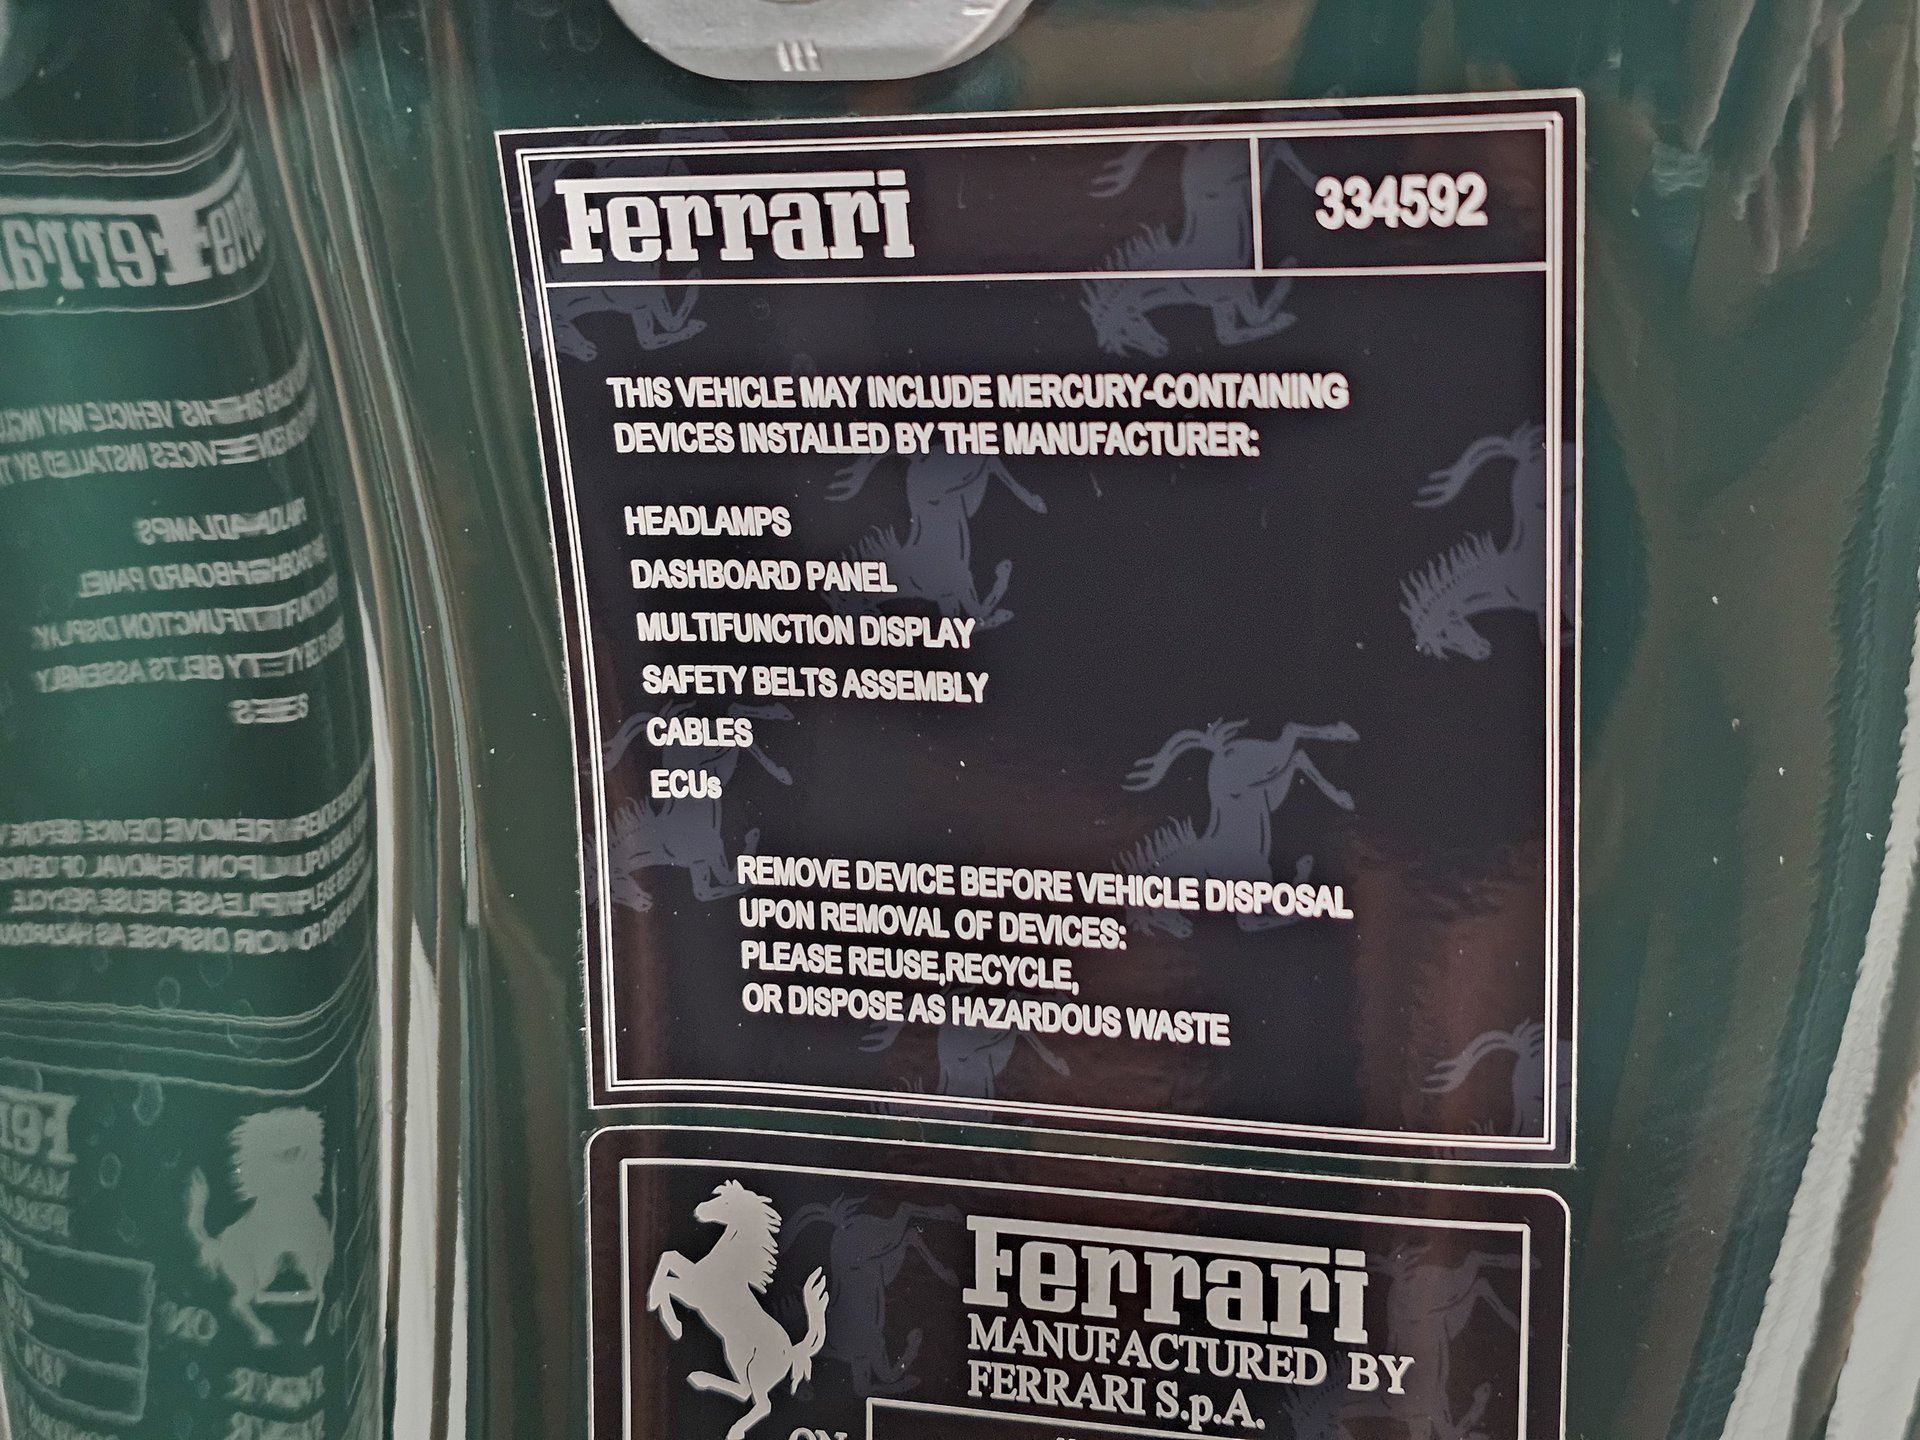 Ferrari
334592
THIS VEHICLE MAY INCLUDE MERCURY-CONTAINING
DEVICES INSTALLED BY THE MANUFACTURER:
HEADLAMPS
DASHBOARD PANEL
MULTIFUNCTION DISPLAY
SAFETY BELTS ASSEMBLY
CABLES
ECUs
REMOVE DEVICE BEFORE VEHICLE DISPOSAL
UPON REMOVAL OF DEVICES:
PLEASE REUSE,RECYCLE,
OR DISPOSE AS HAZARDOUS WASTE
Ferrari
MANUFACTURED BY
FERRARI S.p.A.
ON